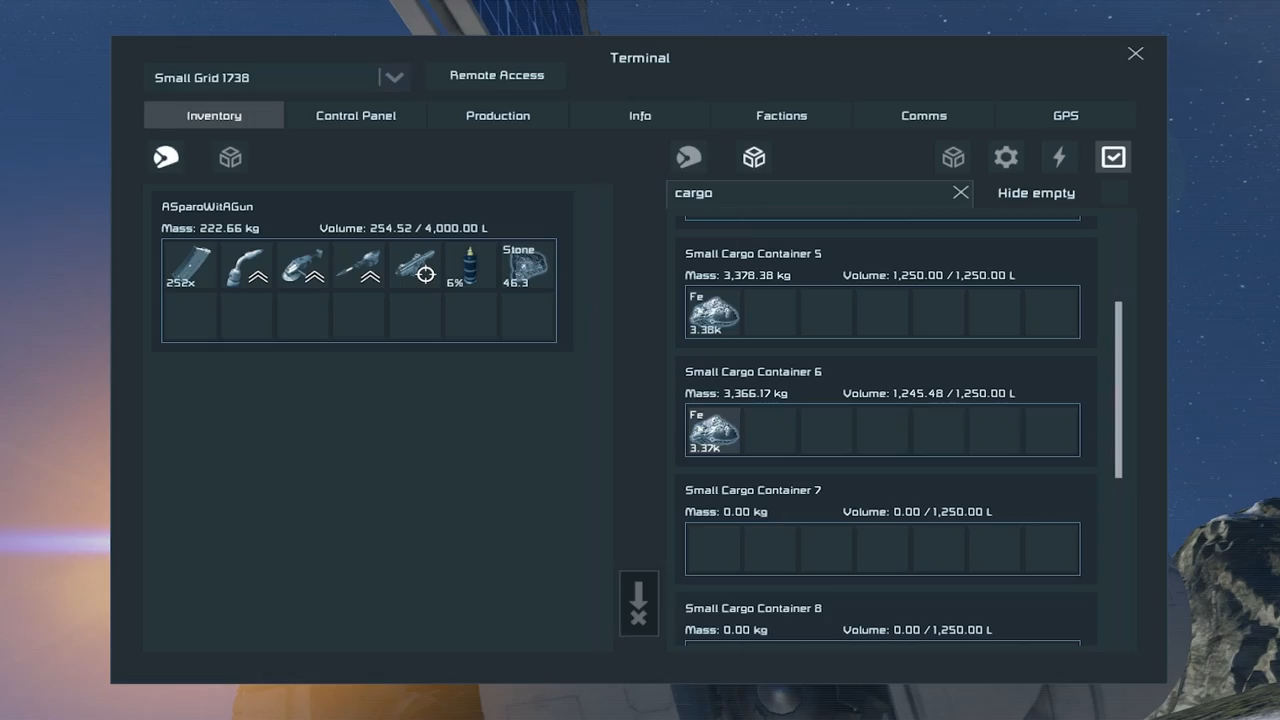 Terminal
Small Grid 1738
Remote Access
Inventory
Control Panel
Production
Info
Factions
Comms
GPS
cargo
Hide empty
ASparoWitAGun
Mass: 222.66 kg Volume: 254.52 / 4,000.00 L
252x
6%
Stone
46.3
Small Cargo Container 5
Mass: 3,378.38 kg Volume: 1,250.00 / 1,250.00 L
Fe
3.38k
Small Cargo Container 6
Mass: 3,366.17 kg Volume: 1,245.48 / 1,250.00 L
Fe
3.37k
Small Cargo Container 7
Mass: 0.00 kg Volume: 0.00 / 1,250.00 L
Small Cargo Container 8
Mass: 0.00 kg Volume: 0.00 / 1,250.00 L